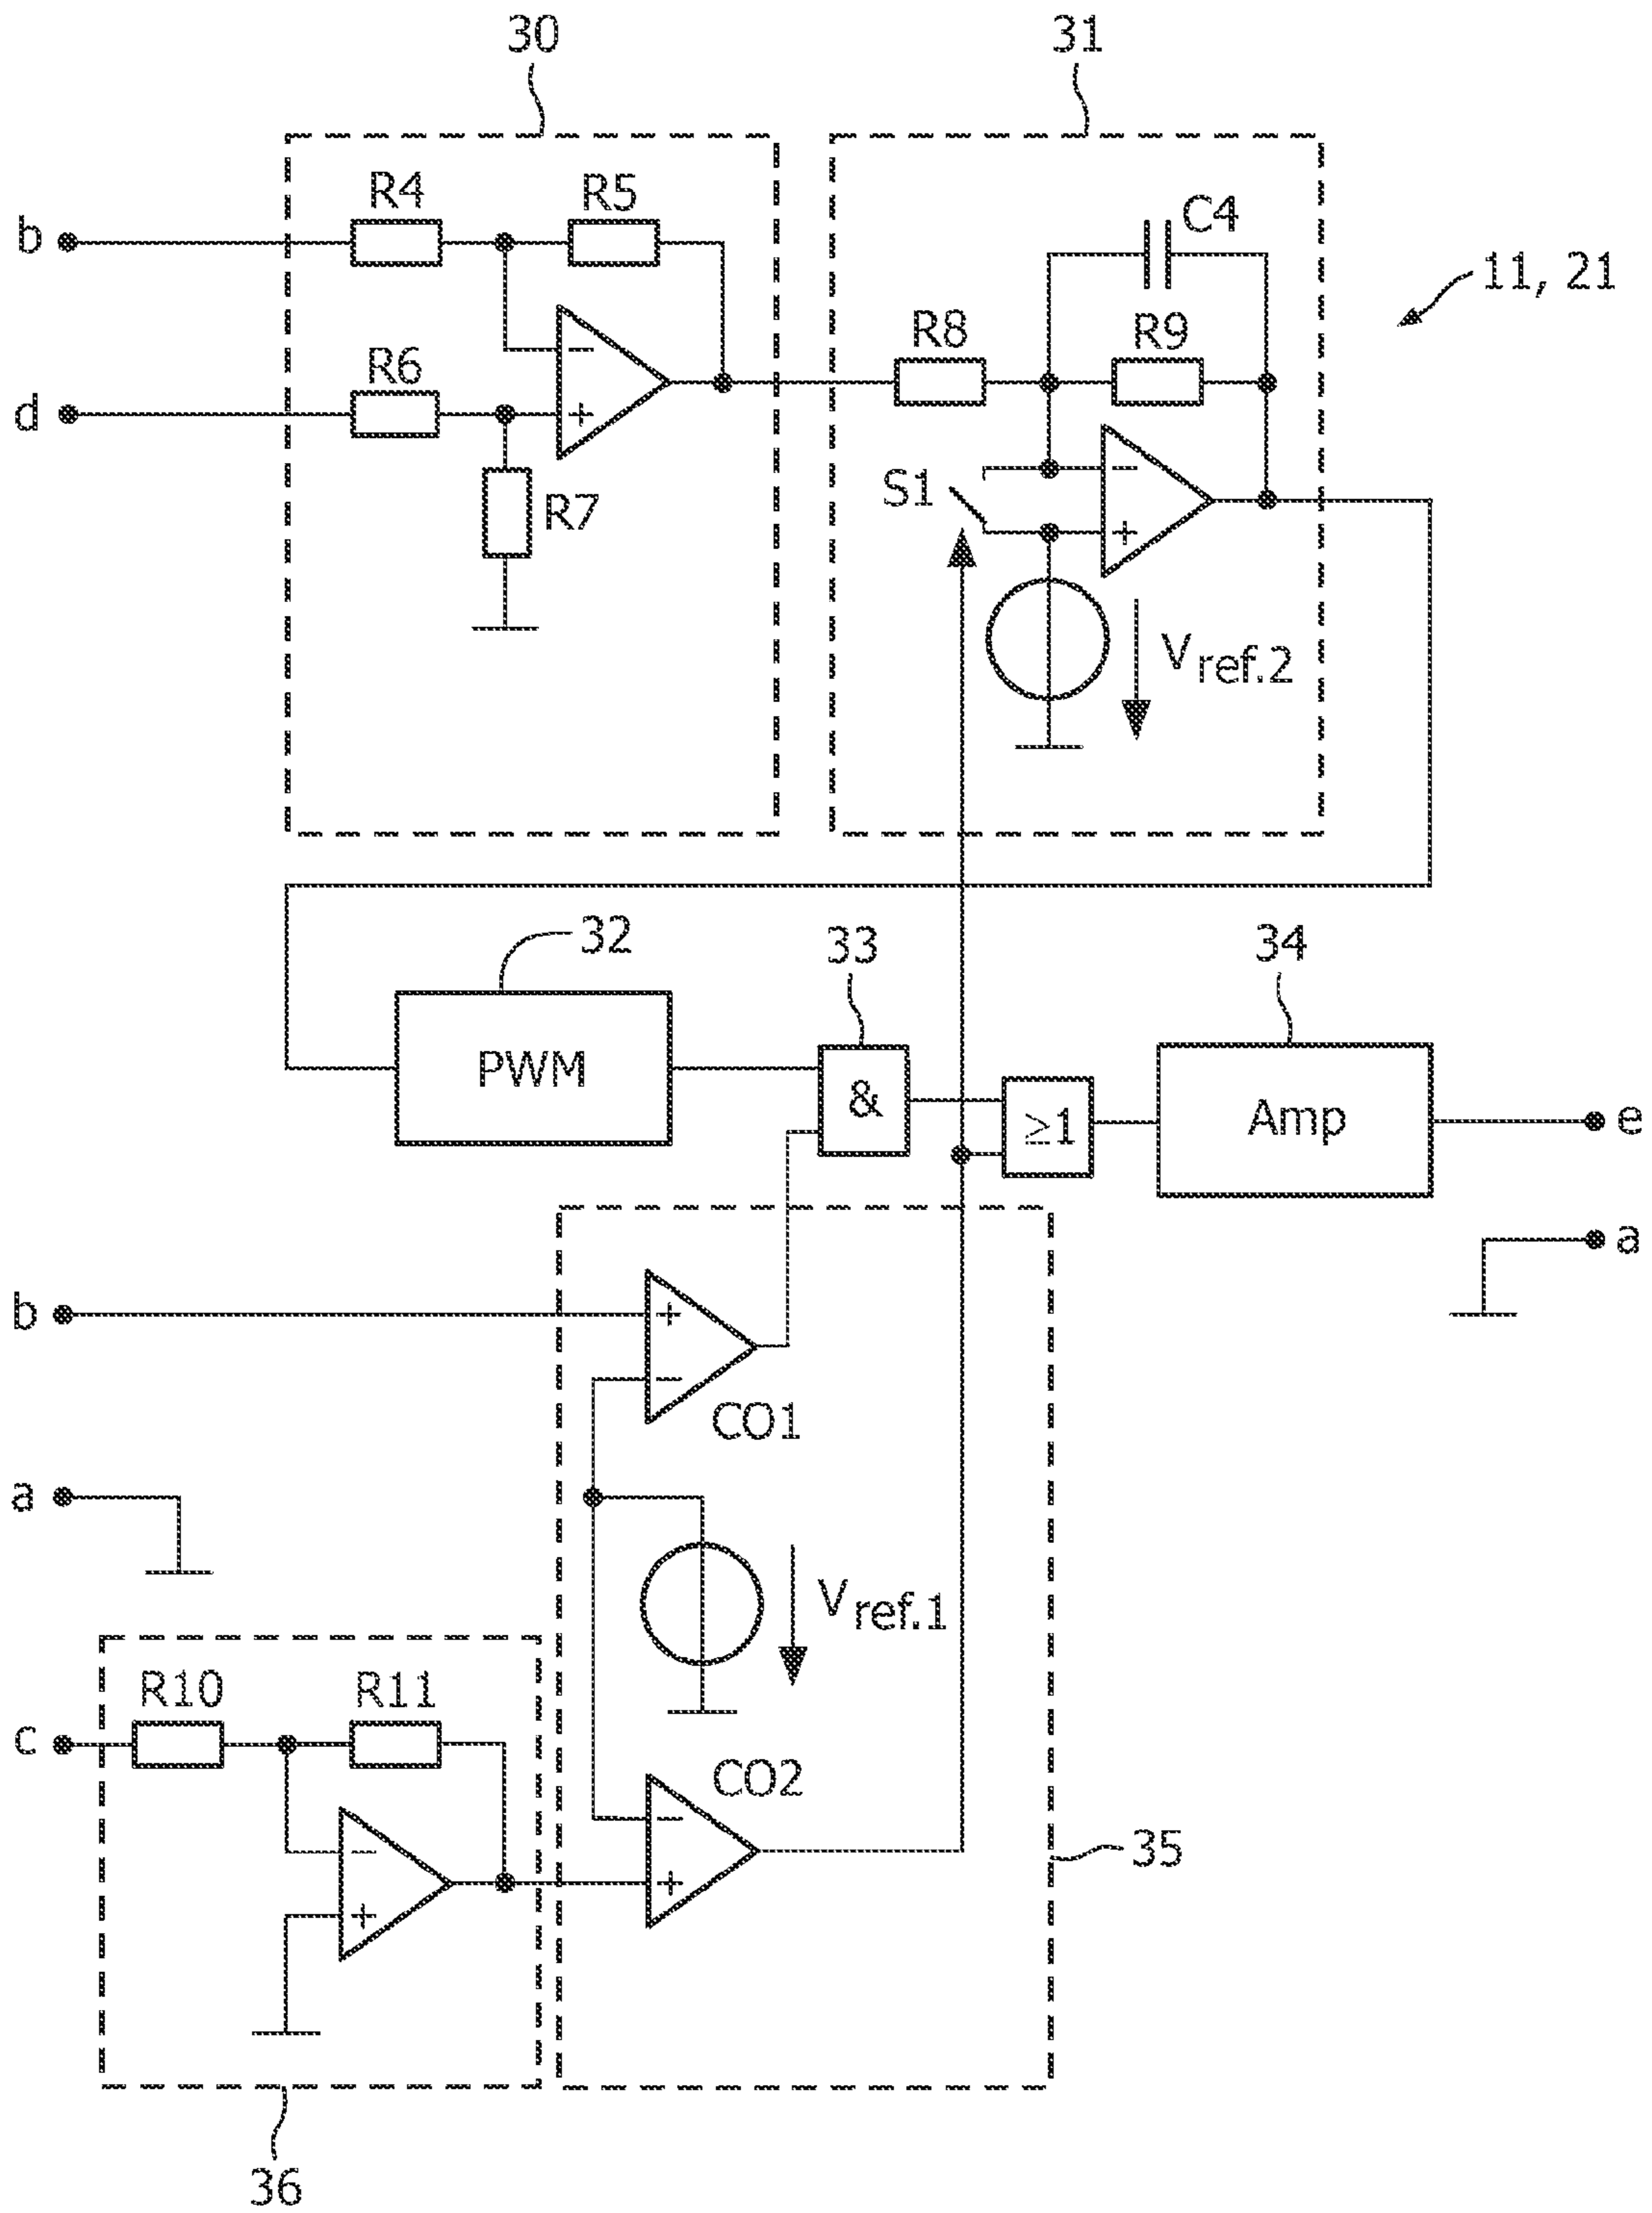 30
31
R4
R5
C4
b
11, 21
R8
R9
R6
−
d
+
S1
−
R7
+
Vref.2
32
33
34
PWM
&
≥1
Amp
e
a
b
+
−
CO1
a
Vref.1
R10
R11
c
CO2
−
−
35
+
+
36